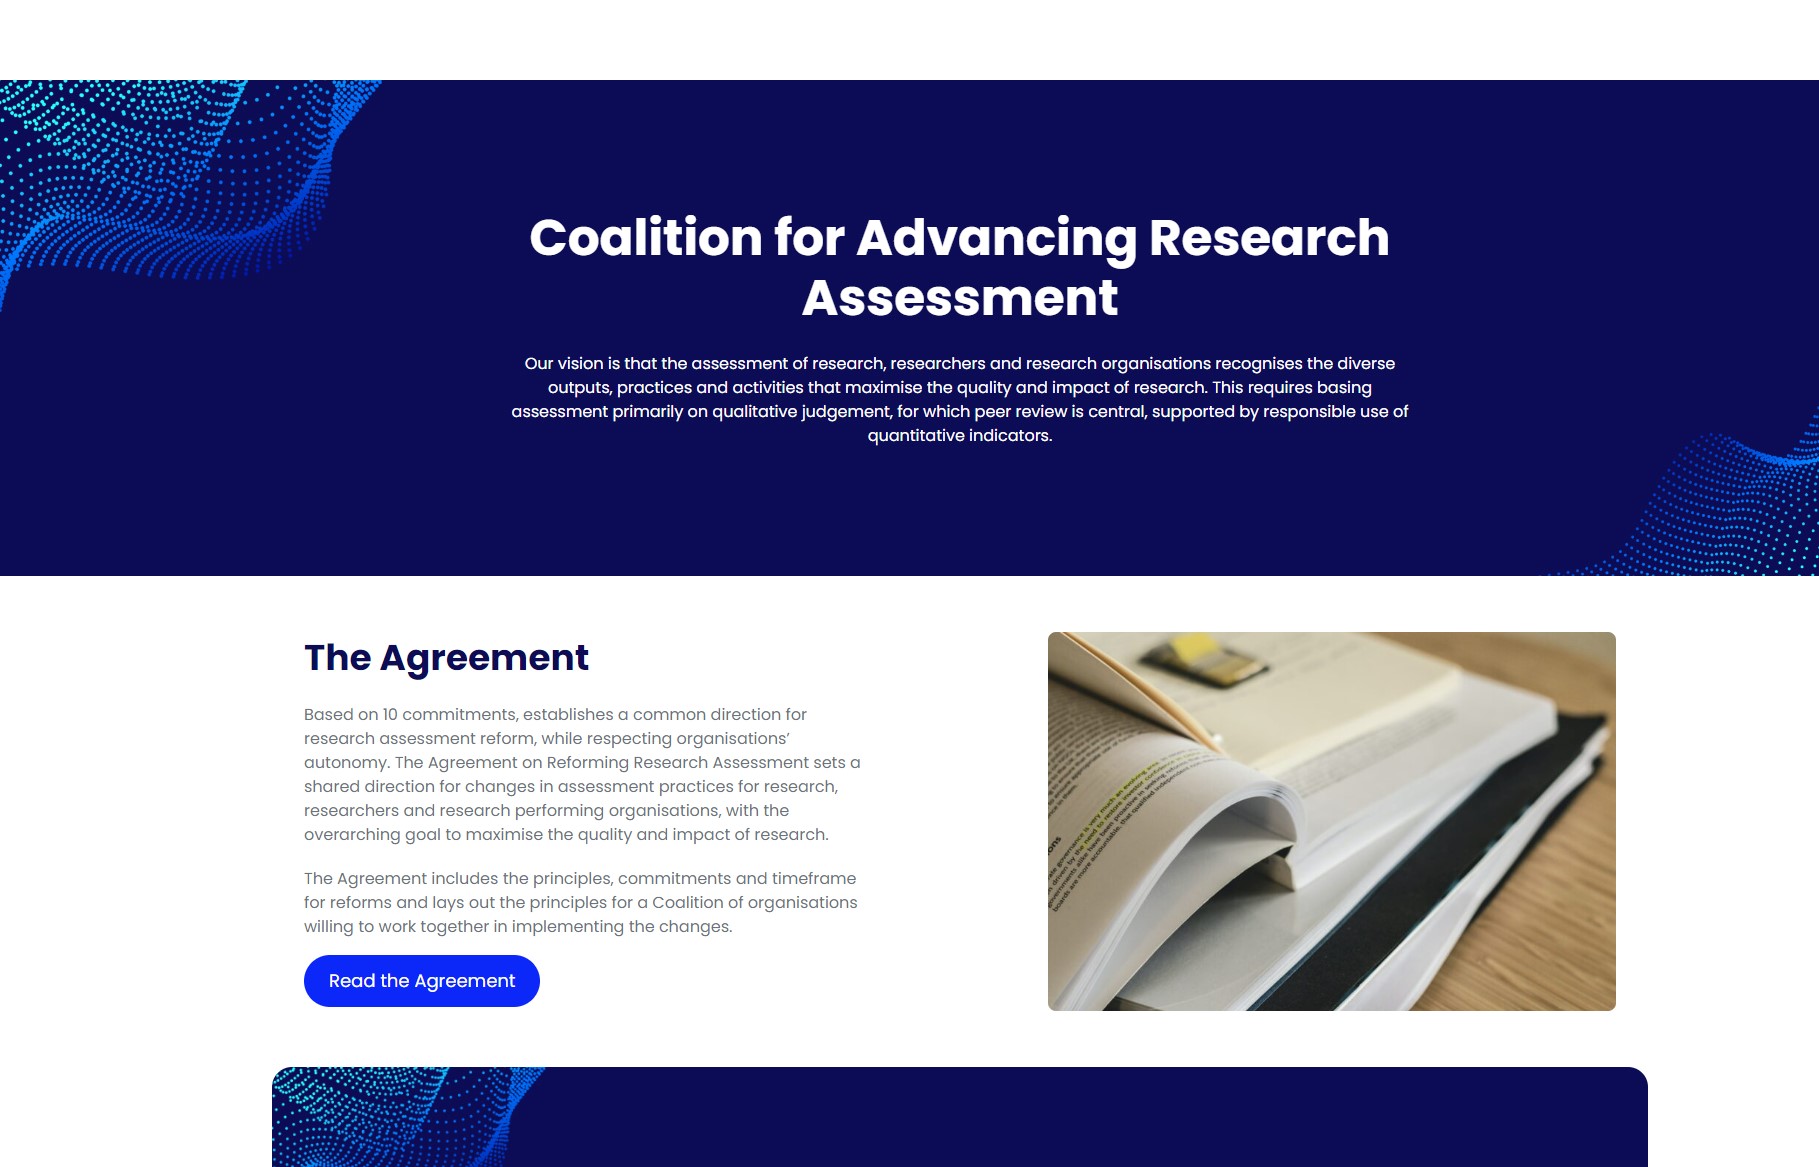 Coalition for Advancing Research
Assessment
Our vision is that the assessment of research, researchers and research organisations recognises the diverse
outputs, practices and activities that maximise the quality and impact of research. This requires basing
assessment primarily on qualitative judgement, for which peer review is central, supported by responsible use of
quantitative indicators.
The Agreement
Based on 10 commitments, establishes a common direction for
research assessment reform, while respecting organisations’
autonomy. The Agreement on Reforming Research Assessment sets a
shared direction for changes in assessment practices for research,
researchers and research performing organisations, with the
overarching goal to maximise the quality and impact of research.
The Agreement includes the principles, commitments and timeframe
for reforms and lays out the principles for a Coalition of organisations
willing to work together in implementing the changes.
Read the Agreement